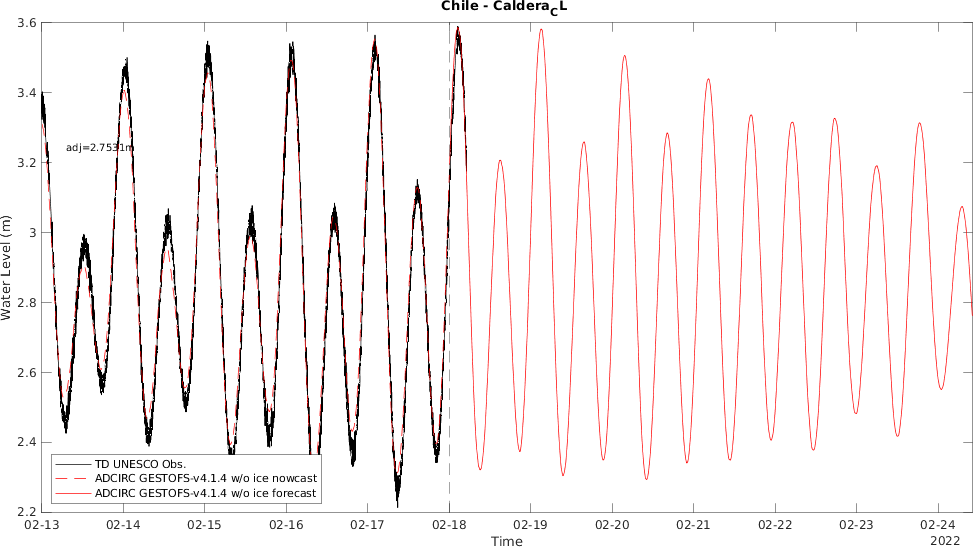 Chile - Caldera_CL
3.6
3.4
3.2
3
2.8
2.6
2.4
2.2
Water Level (m)
adj=2.7531m
TD UNESCO Obs.
ADCIRC GESTOFS-v4.1.4 w/o ice nowcast
ADCIRC GESTOFS-v4.1.4 w/o ice forecast
02-13 02-14 02-15 02-16 02-17 02-18 02-19 02-20 02-21 02-22 02-23 02-24
Time
2022